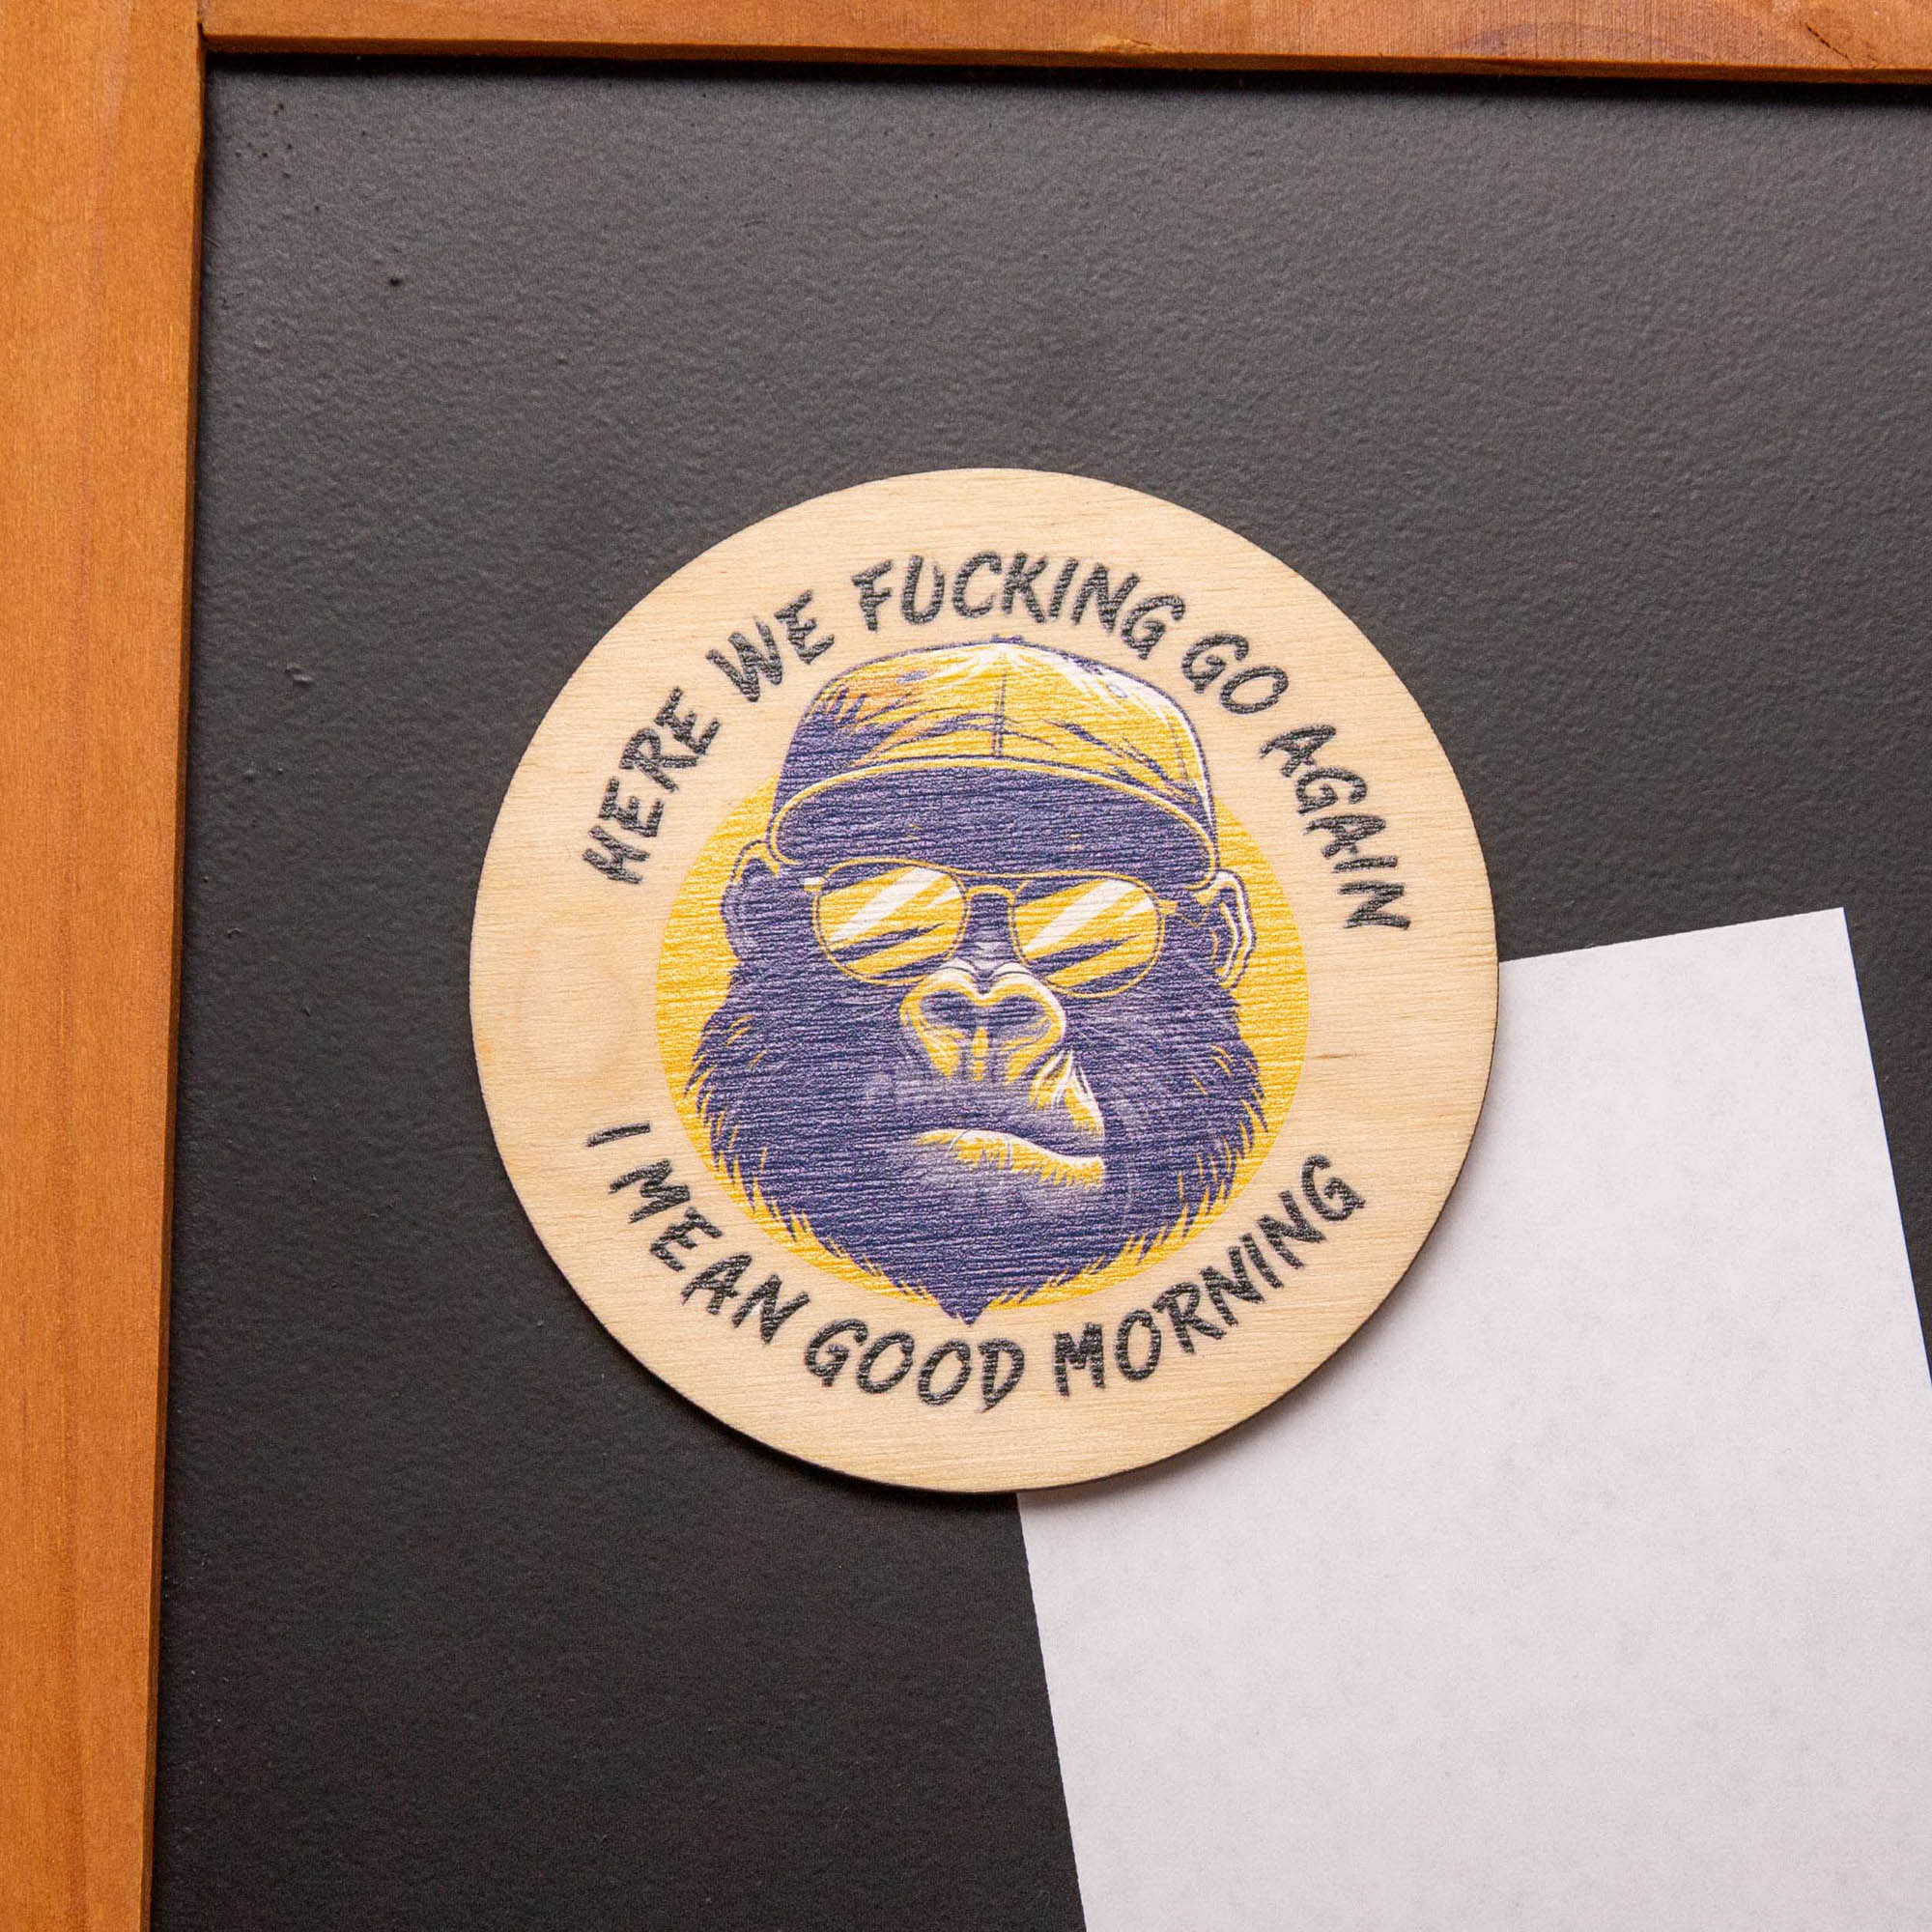 HERE WE FUCKING GO AGAIN
I MEAN GOOD MORNING